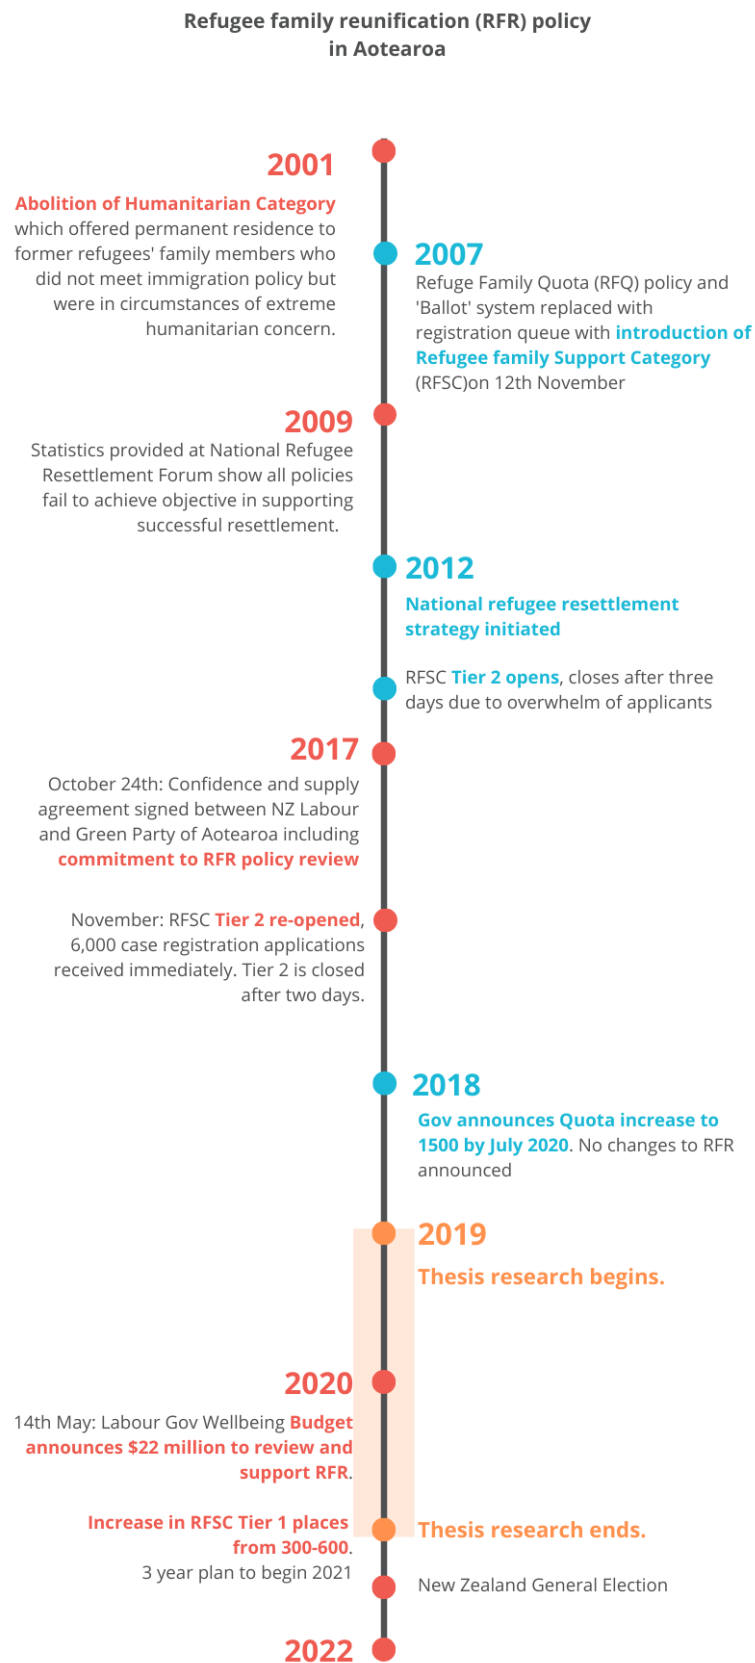 Refugee family reunification (RFR) policy
in Aotearoa
2001
Abolition of Humanitarian Category
which offered permanent residence to
former refugees' family members who
did not meet immigration policy but
were in circumstances of extreme
humanitarian concern.
2007
Refuge Family Quota (RFQ) policy and
'Ballot' system replaced with
registration queue with introduction of
Refugee family Support Category
(RFSC)on 12th November
2009
Statistics provided at National Refugee
Resettlement Forum show all policies
fail to achieve objective in supporting
successful resettlement.
2012
National refugee resettlement
strategy initiated
RFSC Tier 2 opens, closes after three
days due to overwhelm of applicants
2017
October 24th: Confidence and supply
agreement signed between NZ Labour
and Green Party of Aotearoa including
commitment to RFR policy review
November: RFSC Tier 2 re-opened,
6,000 case registration applications
received immediately. Tier 2 is closed
after two days.
2018
Gov announces Quota increase to
1500 by July 2020. No changes to RFR
announced
2019
Thesis research begins.
2020
14th May: Labour Gov Wellbeing Budget
announces $22 million to review and
support RFR.
Increase in RFSC Tier 1 places
from 300-600.
3 year plan to begin 2021
Thesis research ends.
New Zealand General Election
2022